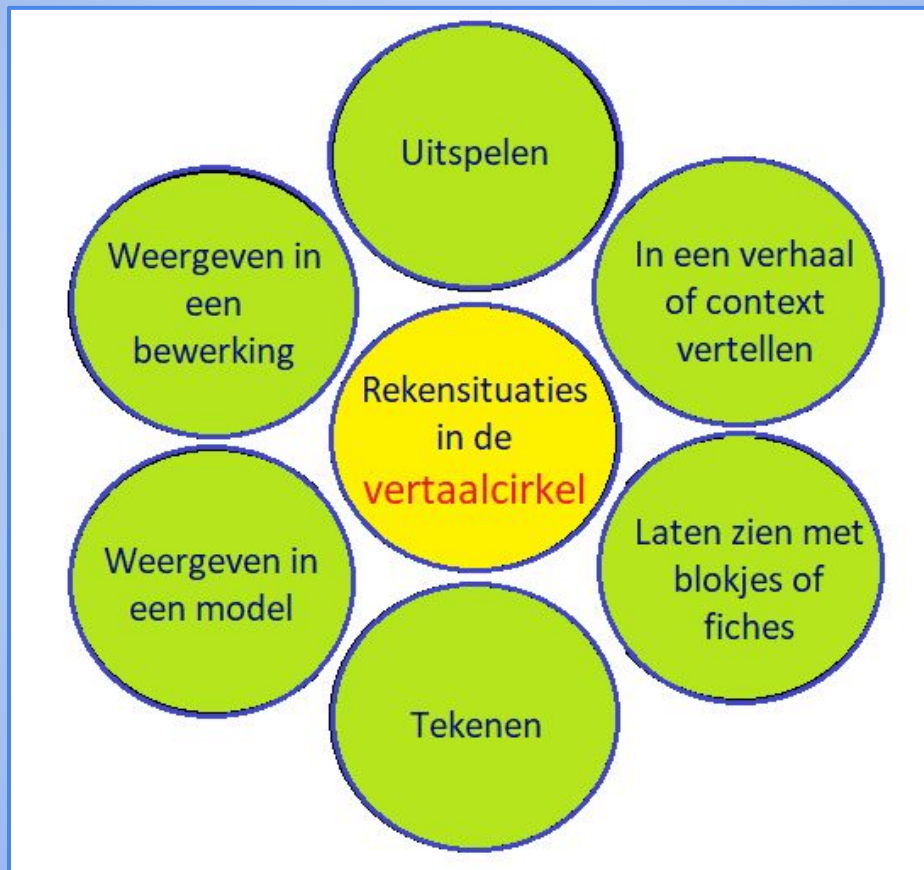 Uitspelen
In een verhaal
of context
vertellen
Laten zien met
blokjes of
fiches
Tekenen
Weergeven in
een model
Weergeven in
een
bewerking
Rekensituaties
in de
vertaalcirkel